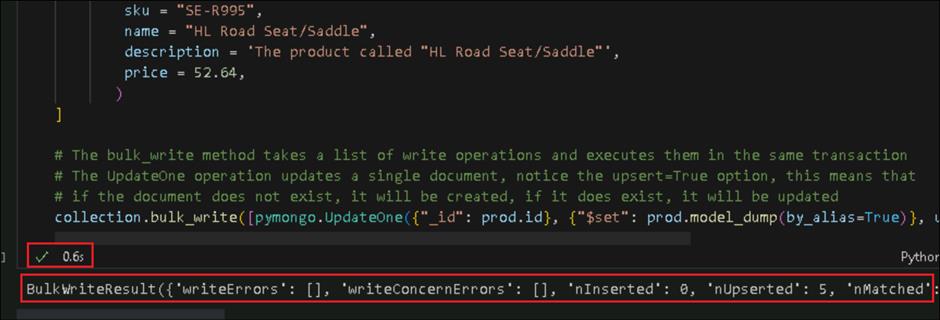 sku = "SE-R995",
name = "HL Road Seat/Saddle",
description = 'The product called "HL Road Seat/Saddle"',
price = 52.64,
)
]
# The bulk_write method takes a list of write operations and executes them in the same transaction
# The UpdateOne operation updates a single document, notice the upsert=True option, this means that
# if the document does not exist, it will be created, if it does exist, it will be updated
collection.bulk_write([pymongo.UpdateOne({"_id": prod.id}, {"$set": prod.model_dump(by_alias=True)}, u
] ✓ 0.6s Python
BulkWriteResult({'writeErrors': [], 'writeConcernErrors': [], 'nInserted': 0, 'nUpserted': 5, 'nMatched':